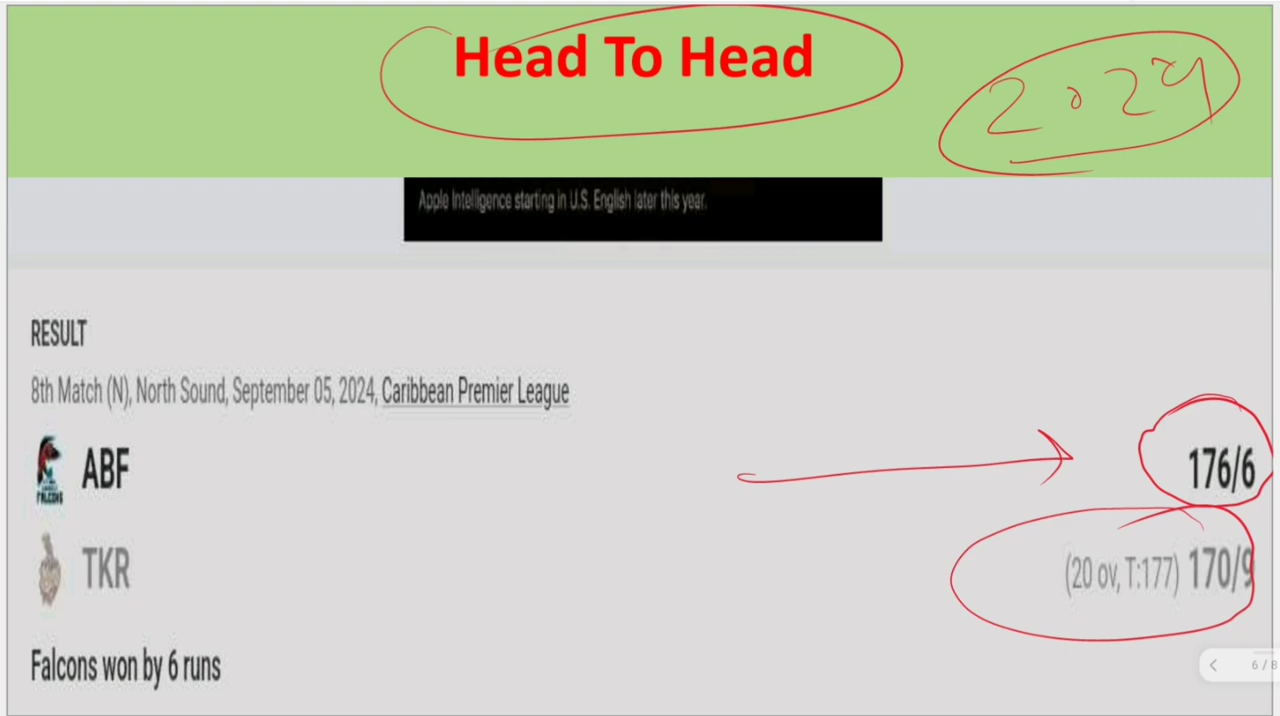 Head To Head
2024
Apple Intelligence starting in U.S. English later this year.
RESULT
8th Match (N), North Sound, September 05, 2024, Caribbean Premier League
FALCONS
ABF 176/6
TKR (20 ov, T:177) 170/9
Falcons won by 6 runs
6 / 8